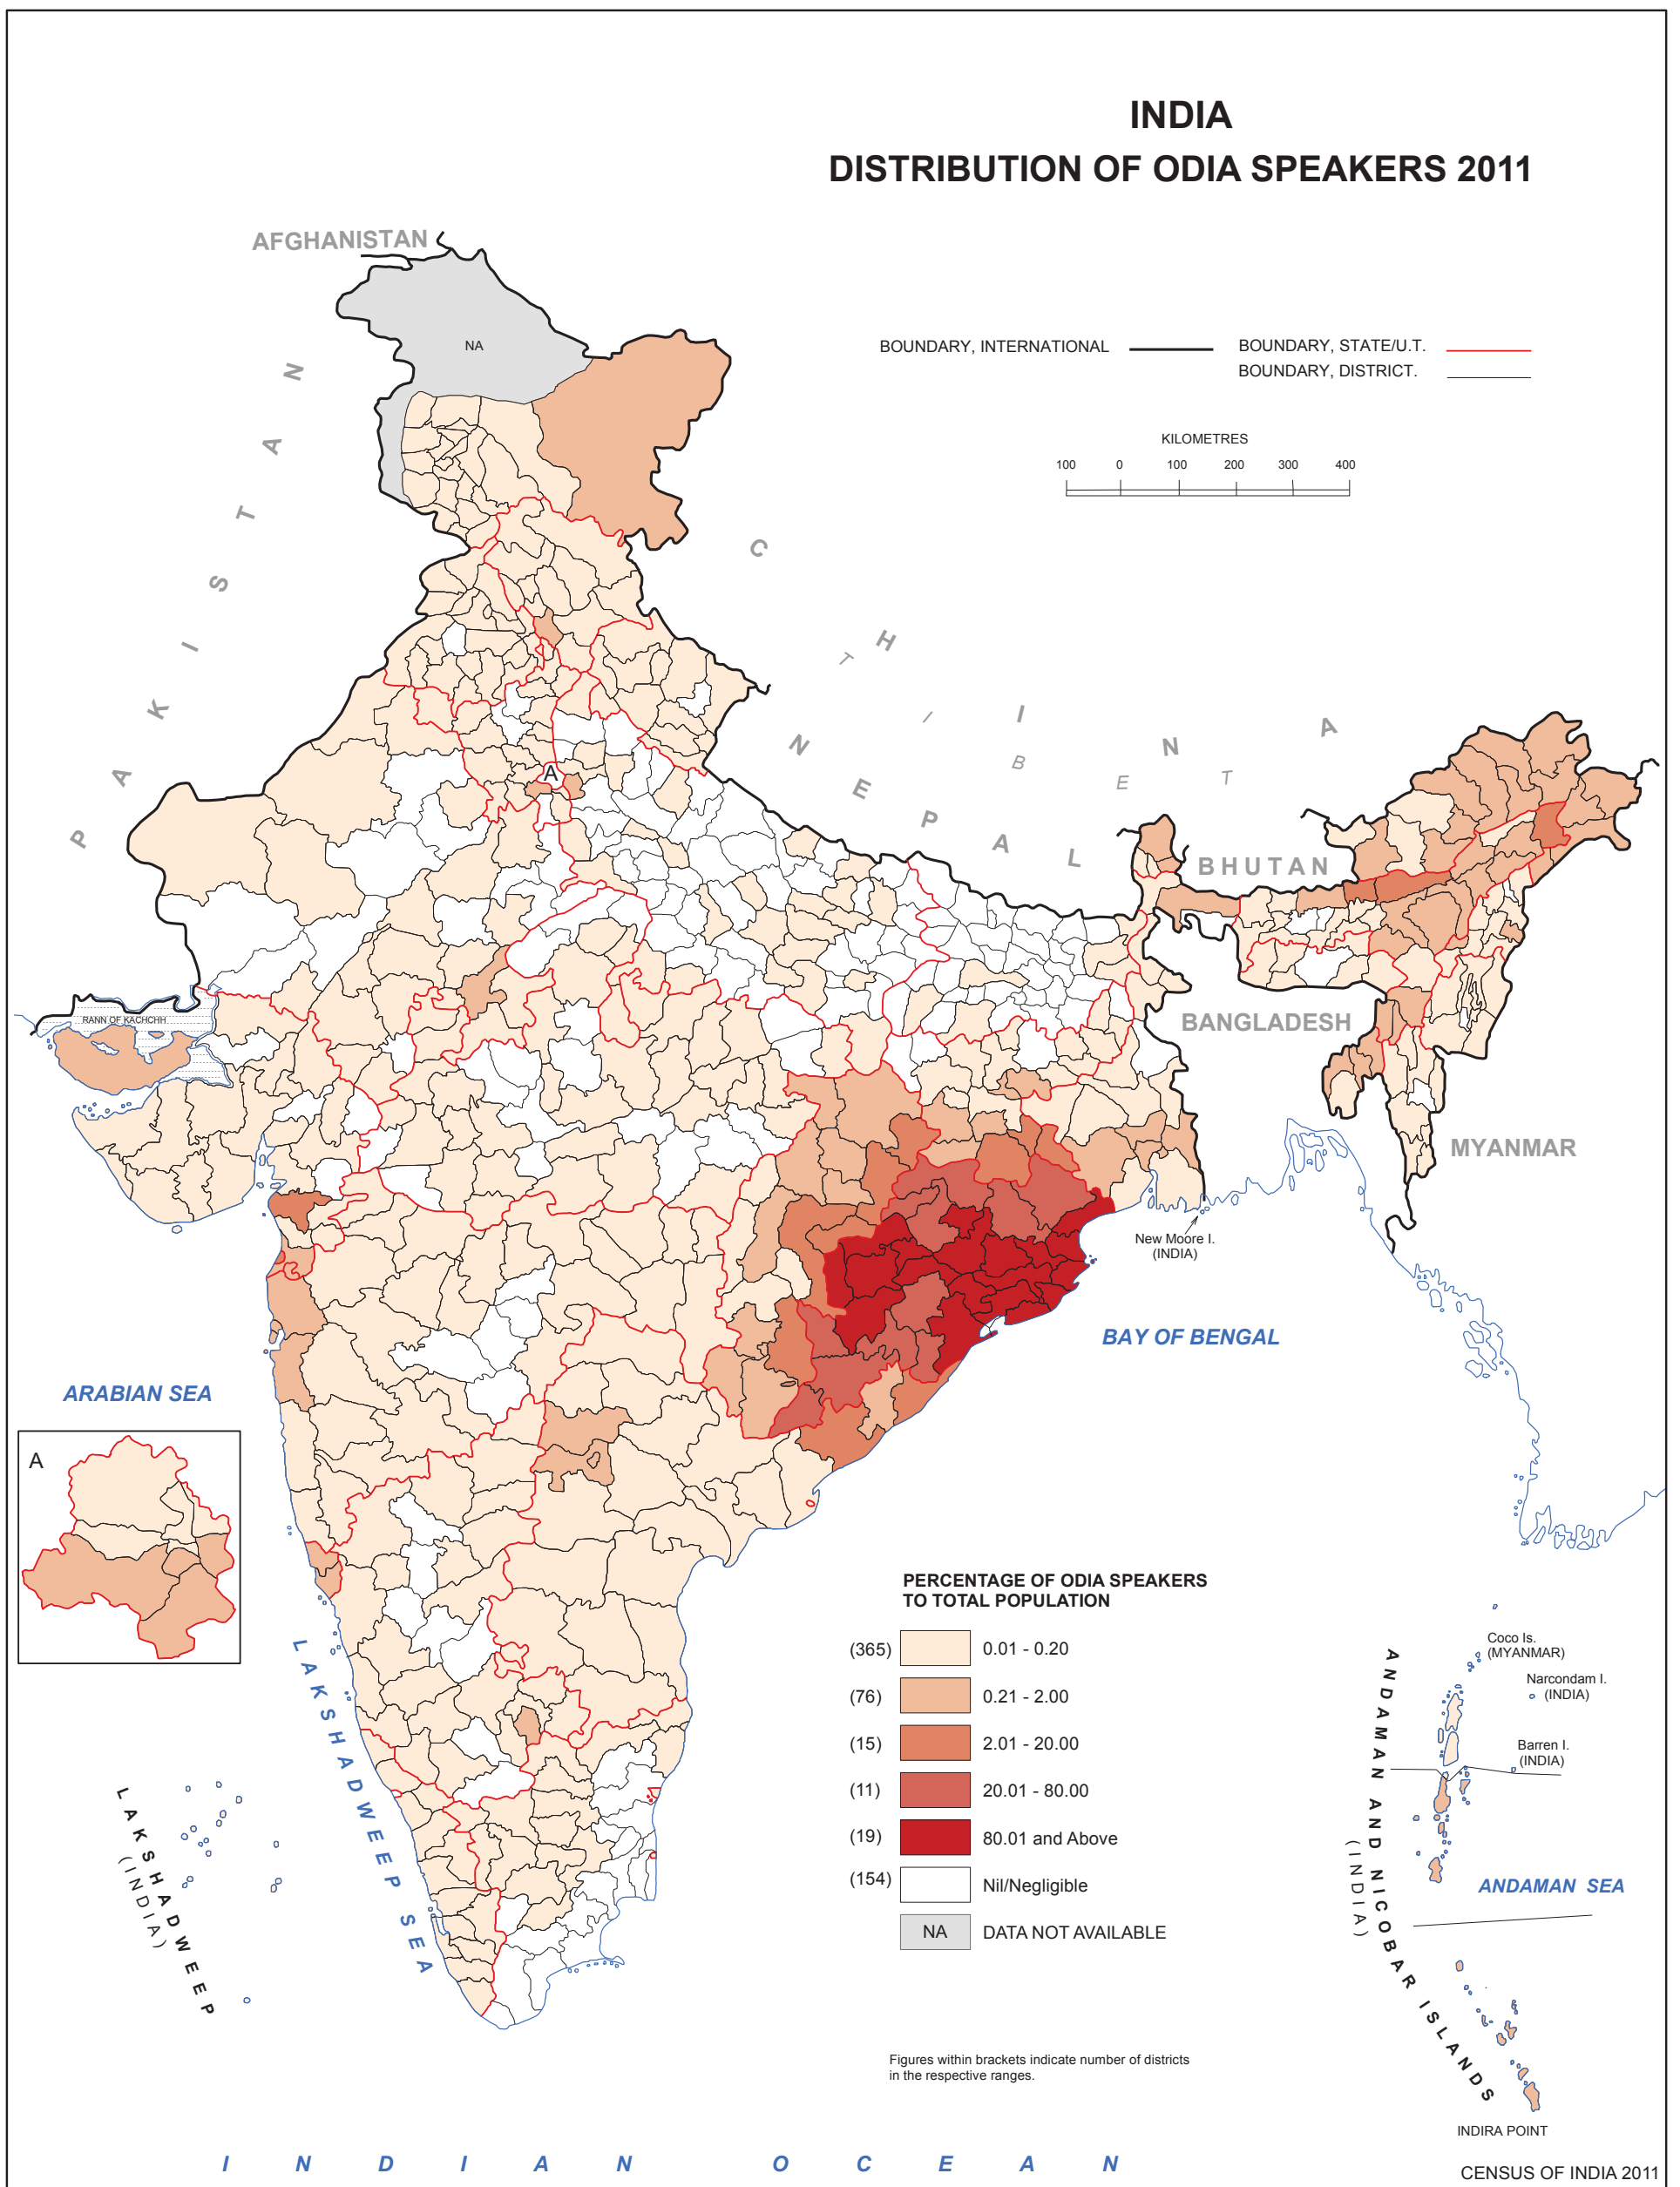 INDIA
DISTRIBUTION OF ODIA SPEAKERS 2011
AFGHANISTAN
NA
PAKISTAN
BOUNDARY, INTERNATIONAL
BOUNDARY, STATE/U.T.
BOUNDARY, DISTRICT.
KILOMETRES
100 0 100 200 300 400
CHINA
TIBET
NEPAL
A
BHUTAN
RANN OF KACHCHH
BANGLADESH
MYANMAR
New Moore I.
(INDIA)
BAY OF BENGAL
ARABIAN SEA
A
PERCENTAGE OF ODIA SPEAKERS
TO TOTAL POPULATION
(365) 0.01 - 0.20
(76) 0.21 - 2.00
(15) 2.01 - 20.00
(11) 20.01 - 80.00
(19) 80.01 and Above
(154) Nil/Negligible
NA DATA NOT AVAILABLE
LAKSHADWEEP SEA
LAKSHADWEEP
(INDIA)
Coco Is.
(MYANMAR)
Narcondam I.
(INDIA)
Barren I.
(INDIA)
ANDAMAN AND NICOBAR ISLANDS
(INDIA)
ANDAMAN SEA
Figures within brackets indicate number of districts
in the respective ranges.
INDIRA POINT
INDIAN OCEAN
CENSUS OF INDIA 2011